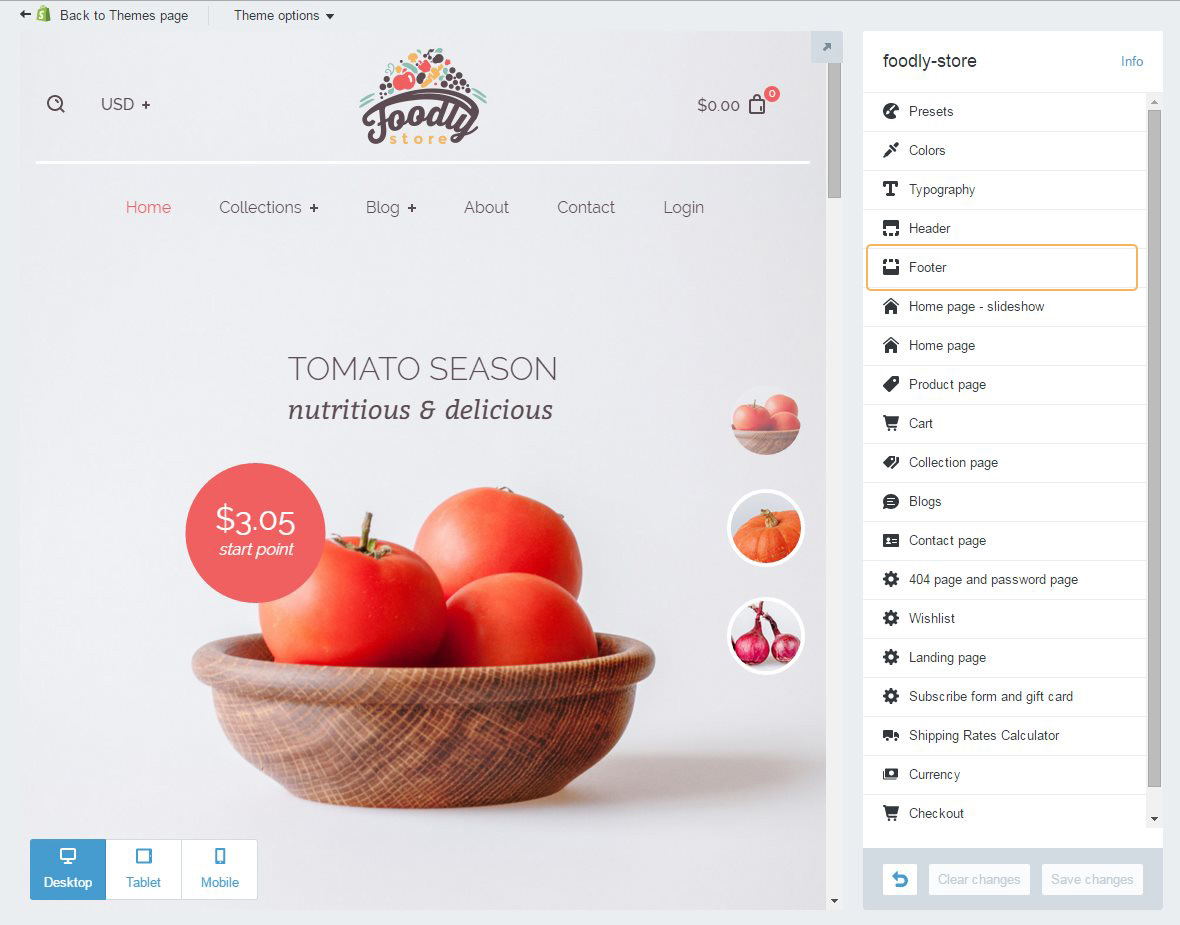 Back to Themes page
Theme options
USD +
Foodly
store
$0.00
0
Home
Collections +
Blog +
About
Contact
Login
TOMATO SEASON
nutritious & delicious
$3.05
start point
Desktop
Tablet
Mobile
foodly-store
Info
Presets
Colors
Typography
Header
Footer
Home page - slideshow
Home page
Product page
Cart
Collection page
Blogs
Contact page
404 page and password page
Wishlist
Landing page
Subscribe form and gift card
Shipping Rates Calculator
Currency
Checkout
Clear changes
Save changes